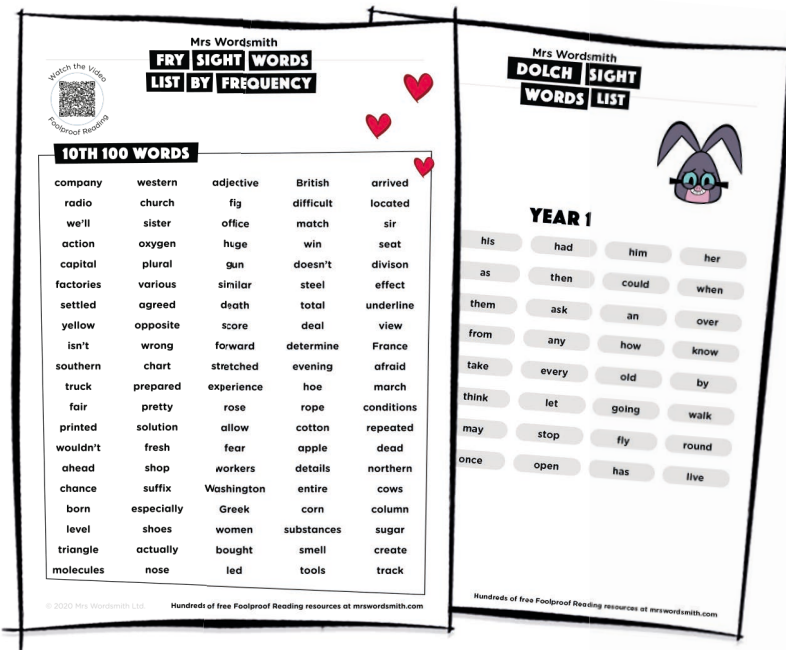 Mrs Wordsmith
FRY SIGHT WORDS
LIST BY FREQUENCY
Watch the Video
Foolproof Reading
10TH 100 WORDS
company western adjective British arrived
radio church fig difficult located
we'll sister office match sir
action oxygen huge win seat
capital plural gun doesn't divison
factories various similar steel effect
settled agreed death total underline
yellow opposite score deal view
isn't wrong forward determine France
southern chart stretched evening afraid
truck prepared experience hoe march
fair pretty rose rope conditions
printed solution allow cotton repeated
wouldn't fresh fear apple dead
ahead shop workers details northern
chance suffix Washington entire cows
born especially Greek corn column
level shoes women substances sugar
triangle actually bought smell create
molecules nose led tools track
© 2020 Mrs Wordsmith Ltd. Hundreds of free Foolproof Reading resources at mrswordsmith.com
Mrs Wordsmith
DOLCH SIGHT
WORDS LIST
YEAR 1
his had him her
as then could when
them ask an over
from any how know
take every old by
think let going walk
may stop fly round
once open has live
Hundreds of free Foolproof Reading resources at mrswordsmith.com